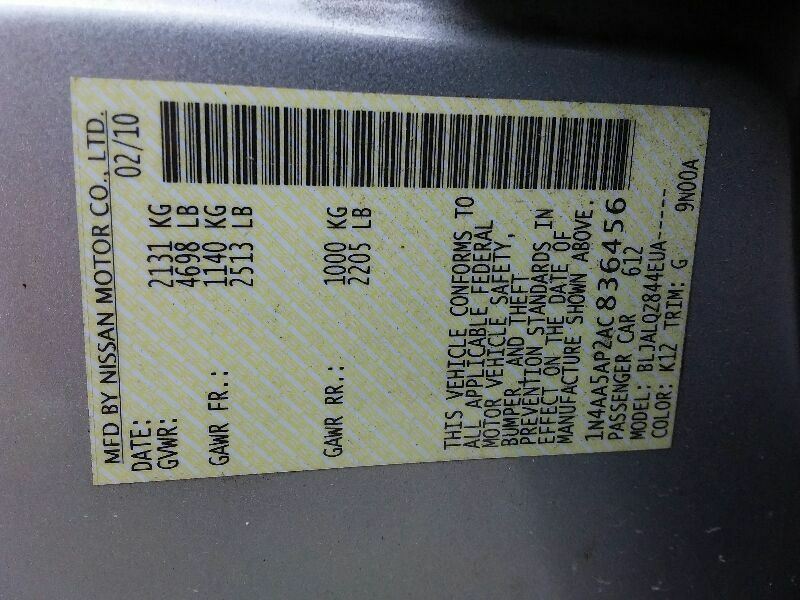 MFD BY NISSAN MOTOR CO., LTD.
DATE: 02/10
GVWR: 2131 KG
4698 LB
GAWR FR.: 1140 KG
2513 LB
GAWR RR.: 1000 KG
2205 LB
THIS VEHICLE CONFORMS TO
ALL APPLICABLE FEDERAL
MOTOR VEHICLE SAFETY,
BUMPER AND THEFT
PREVENTION STANDARDS IN
EFFECT ON THE DATE OF
MANUFACTURE SHOWN ABOVE.
1N4AA5AP2AC836456
PASSENGER CAR 612
MODEL: BLJALQZ844EUA-----
COLOR: K12 TRIM: G 9N00A